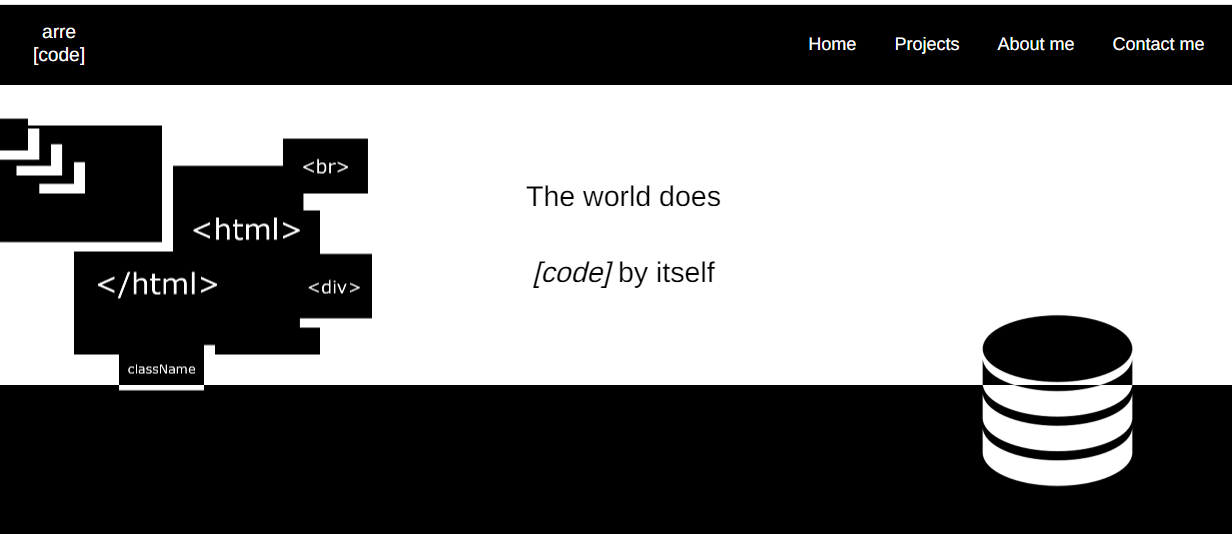 arre
[code]
Home Projects About me Contact me
<br>
<html>
</html>
<div>
className
The world does
[code] by itself